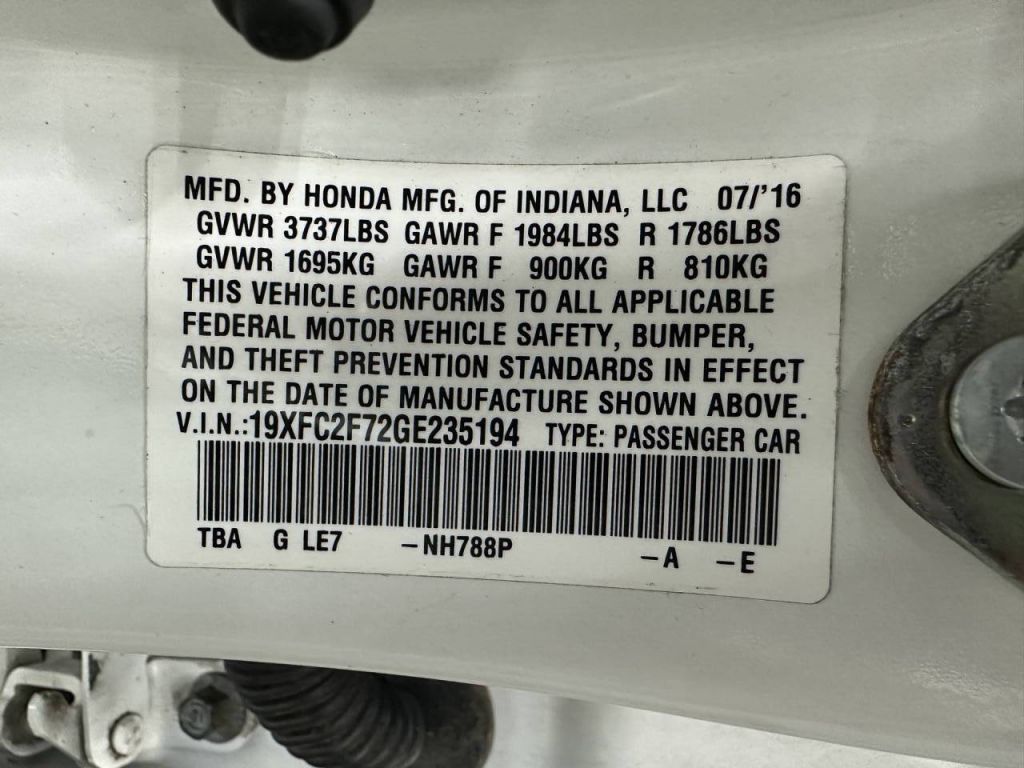 MFD. BY HONDA MFG. OF INDIANA, LLC 07/'16
GVWR 3737LBS GAWR F 1984LBS R 1786LBS
GVWR 1695KG GAWR F 900KG R 810KG
THIS VEHICLE CONFORMS TO ALL APPLICABLE
FEDERAL MOTOR VEHICLE SAFETY, BUMPER,
AND THEFT PREVENTION STANDARDS IN EFFECT
ON THE DATE OF MANUFACTURE SHOWN ABOVE.
V.I.N.:19XFC2F72GE235194 TYPE: PASSENGER CAR
TBA G LE7 –NH788P –A –E